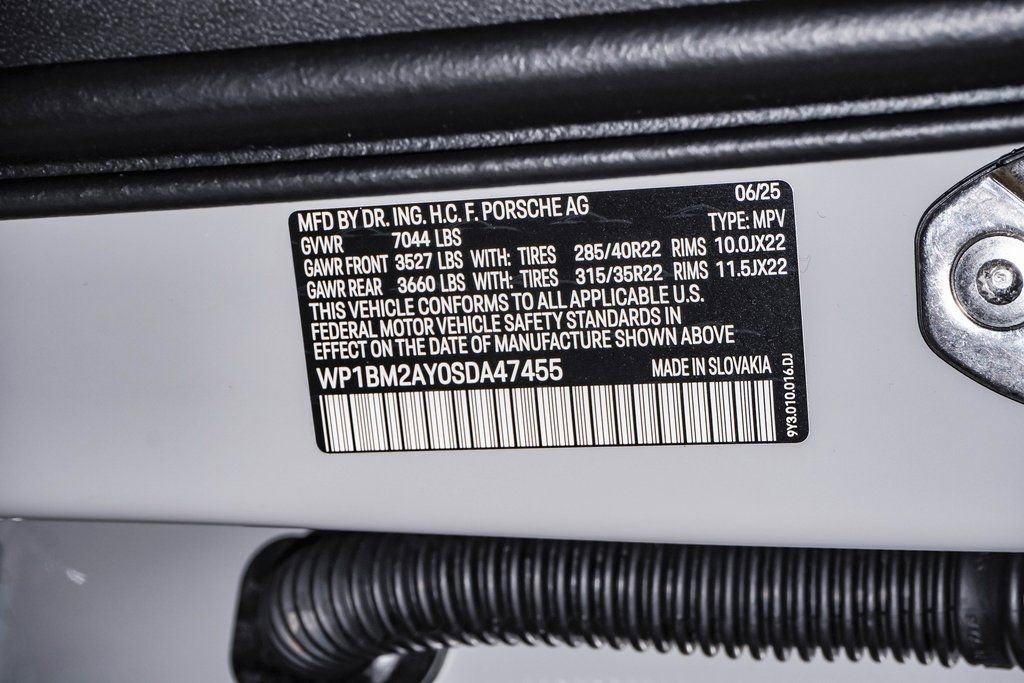 06/25
MFD BY DR. ING. H.C. F. PORSCHE AG
TYPE: MPV
GVWR 7044 LBS
GAWR FRONT 3527 LBS WITH: TIRES 285/40R22 RIMS 10.0JX22
GAWR REAR 3660 LBS WITH: TIRES 315/35R22 RIMS 11.5JX22
THIS VEHICLE CONFORMS TO ALL APPLICABLE U.S.
FEDERAL MOTOR VEHICLE SAFETY STANDARDS IN
EFFECT ON THE DATE OF MANUFACTURE SHOWN ABOVE
WP1BM2AY0SDA47455 MADE IN SLOVAKIA
9Y3.010.016.DJ